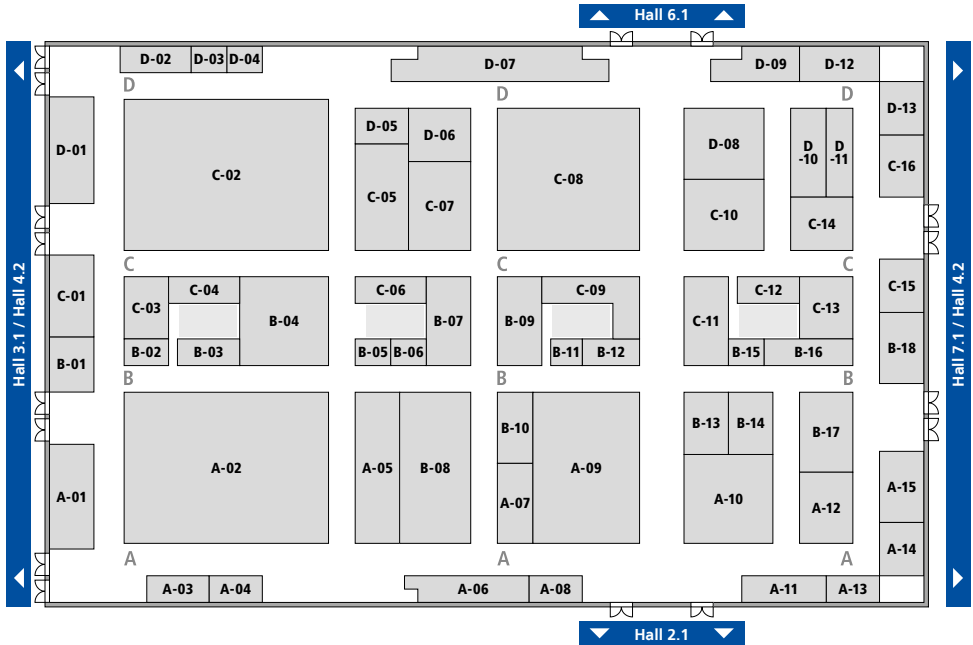 Hall 6.1
D-02 D-03 D-04
D-07
D-09 D-12
D D D
D-01
D-05
D-06
D-08
D
-10
D
-11
D-13
C-02
C-05
C-07
C-08
C-10
C-14
C-16
C C C
C-01
C-03
C-04
B-04
C-06
B-07
B-09
C-09
C-11
C-12
C-13
C-15
B-01
B-02
B-03
B-05 B-06
B-11 B-12
B-15 B-16
B-18
B B B
Hall 3.1 / Hall 4.2
Hall 7.1 / Hall 4.2
A-01
A-02
A-05
B-08
B-10
A-07
A-09
B-13 B-14
A-10
B-17
A-12
A-15
A-14
A A A
A-03 A-04
A-06 A-08
A-11 A-13
Hall 2.1